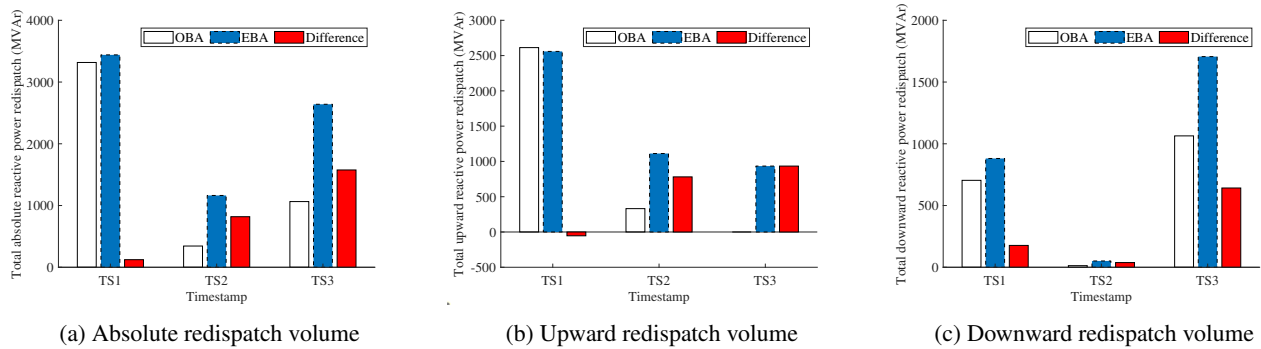 Total absolute reactive power redispatch (MVAr)
4000
3000
2000
1000
0
OBA EBA Difference
TS1 TS2 TS3
Timestamp
(a) Absolute redispatch volume
Total upward reactive power redispatch (MVAr)
3000
2500
2000
1500
1000
500
0
-500
OBA EBA Difference
TS1 TS2 TS3
Timestamp
(b) Upward redispatch volume
Total downward reactive power redispatch (MVAr)
2000
1500
1000
500
0
OBA EBA Difference
TS1 TS2 TS3
Timestamp
(c) Downward redispatch volume